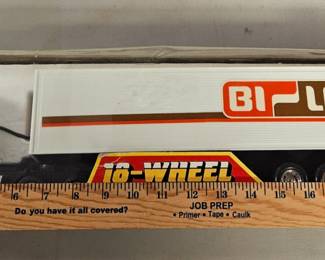 BI-L
18-WHEEL
6 7 8 9 10 11 12 13 14 15 16
Do you have it all covered?
JOB PREP
• Primer • Tape • Caulk